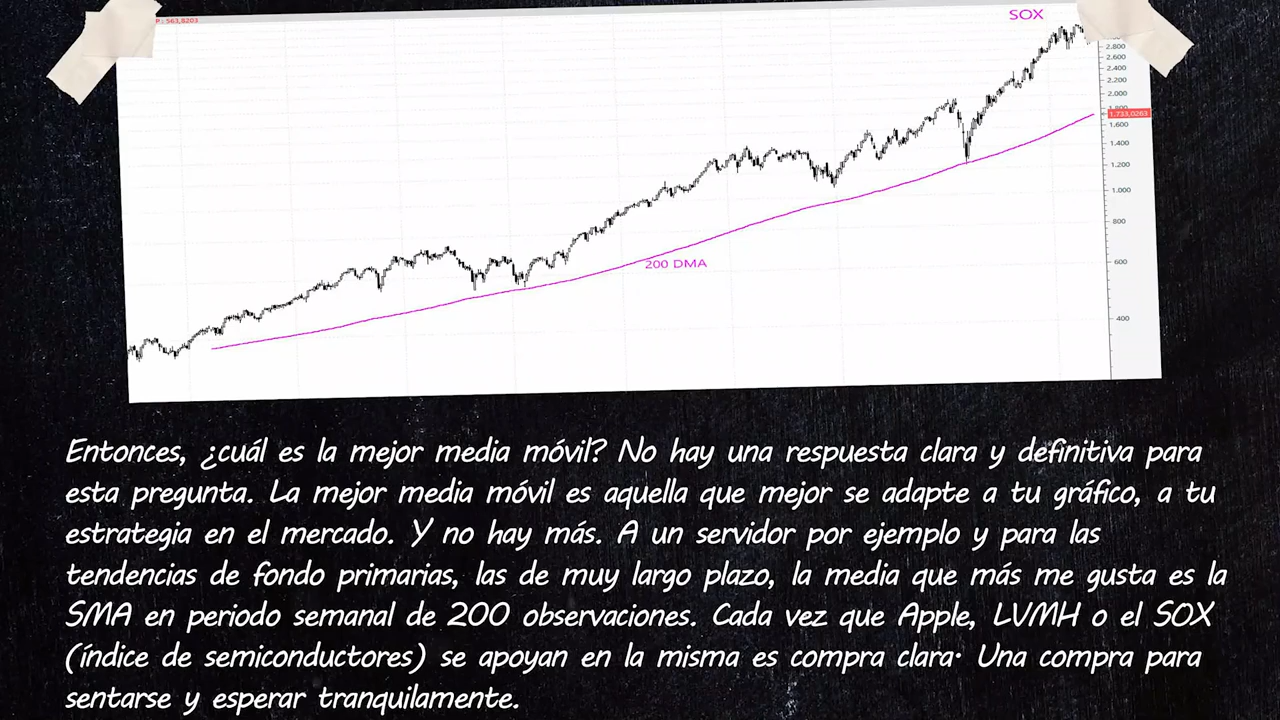 P: 563,8203
SOX
2.800
2.600
2.400
2.200
2.000
1.733,0263
1.600
1.400
1.200
1.000
800
200 DMA
600
400
Entonces, ¿cuál es la mejor media móvil? No hay una respuesta clara y definitiva para
esta pregunta. La mejor media móvil es aquella que mejor se adapte a tu gráfico, a tu
estrategia en el mercado. Y no hay más. A un servidor por ejemplo y para las
tendencias de fondo primarias, las de muy largo plazo, la media que más me gusta es la
SMA en periodo semanal de 200 observaciones. Cada vez que Apple, LVMH o el SOX
(índice de semiconductores) se apoyan en la misma es compra clara· Una compra para
sentarse y esperar tranquilamente.